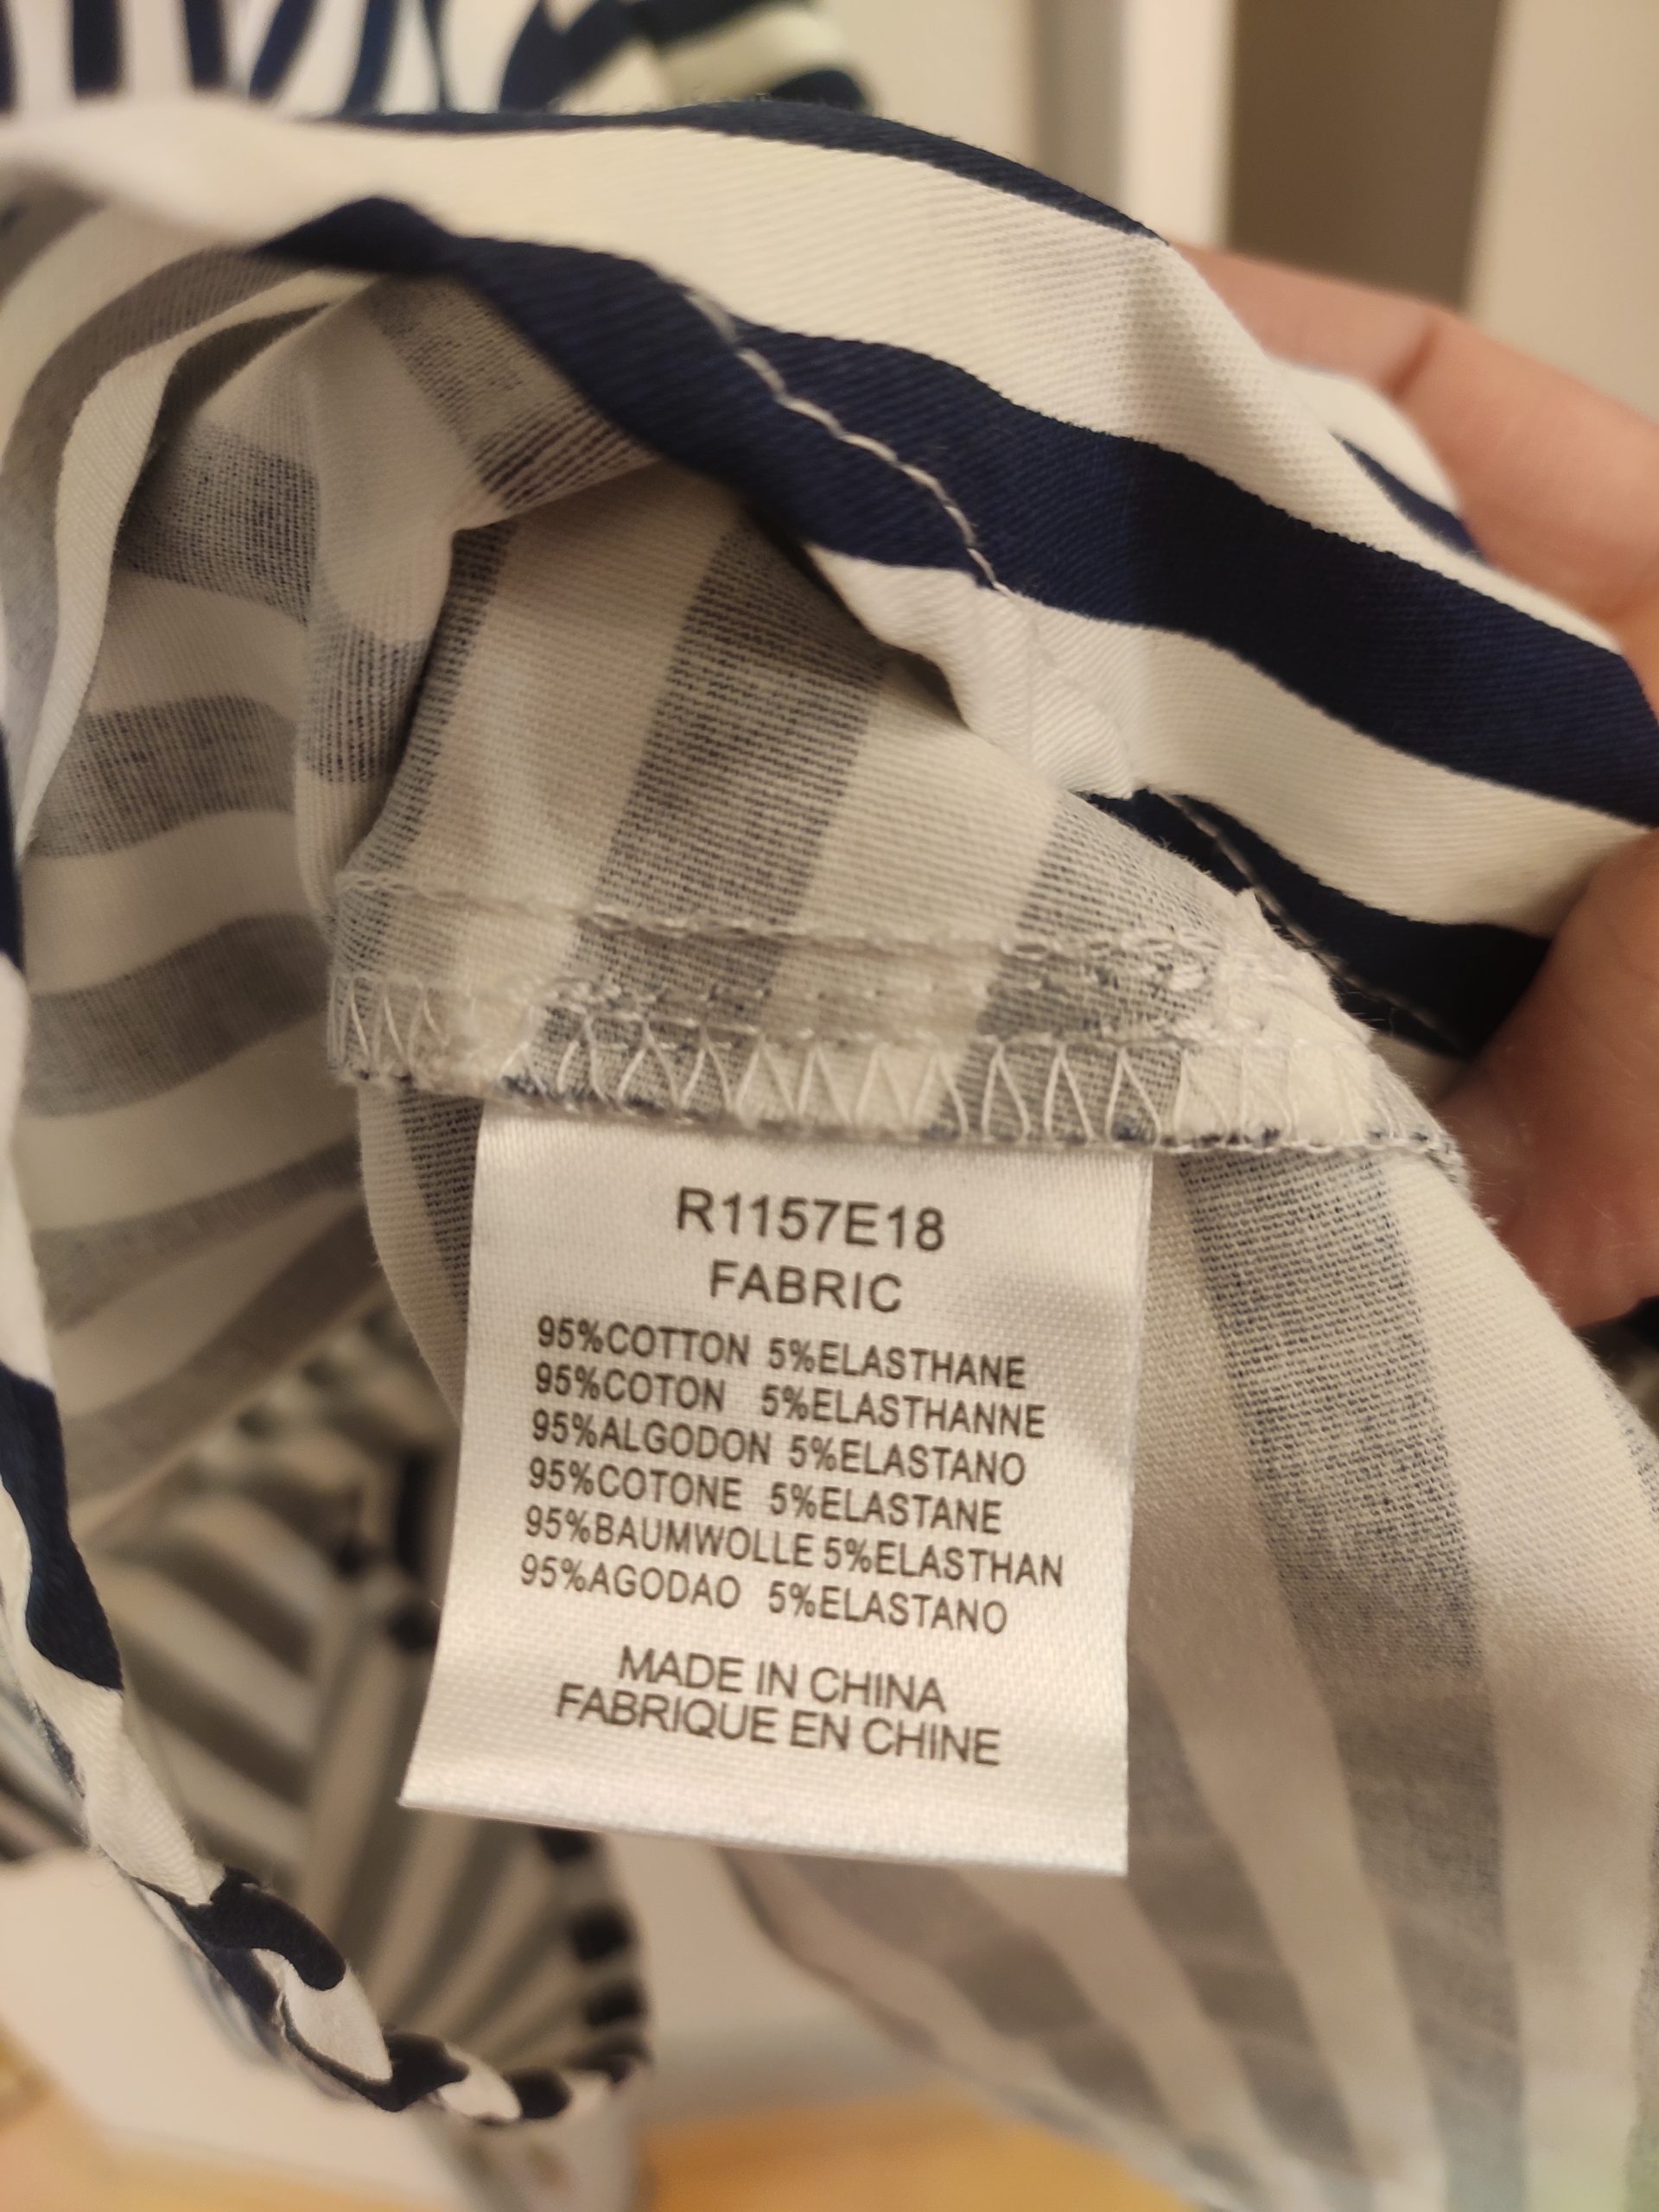 R1157E18
FABRIC
95%COTTON 5%ELASTHANE
95%COTON 5%ELASTHANNE
95%ALGODON 5%ELASTANO
95%COTONE 5%ELASTANE
95%BAUMWOLLE 5%ELASTHAN
95%AGODAO 5%ELASTANO
MADE IN CHINA
FABRIQUE EN CHINE